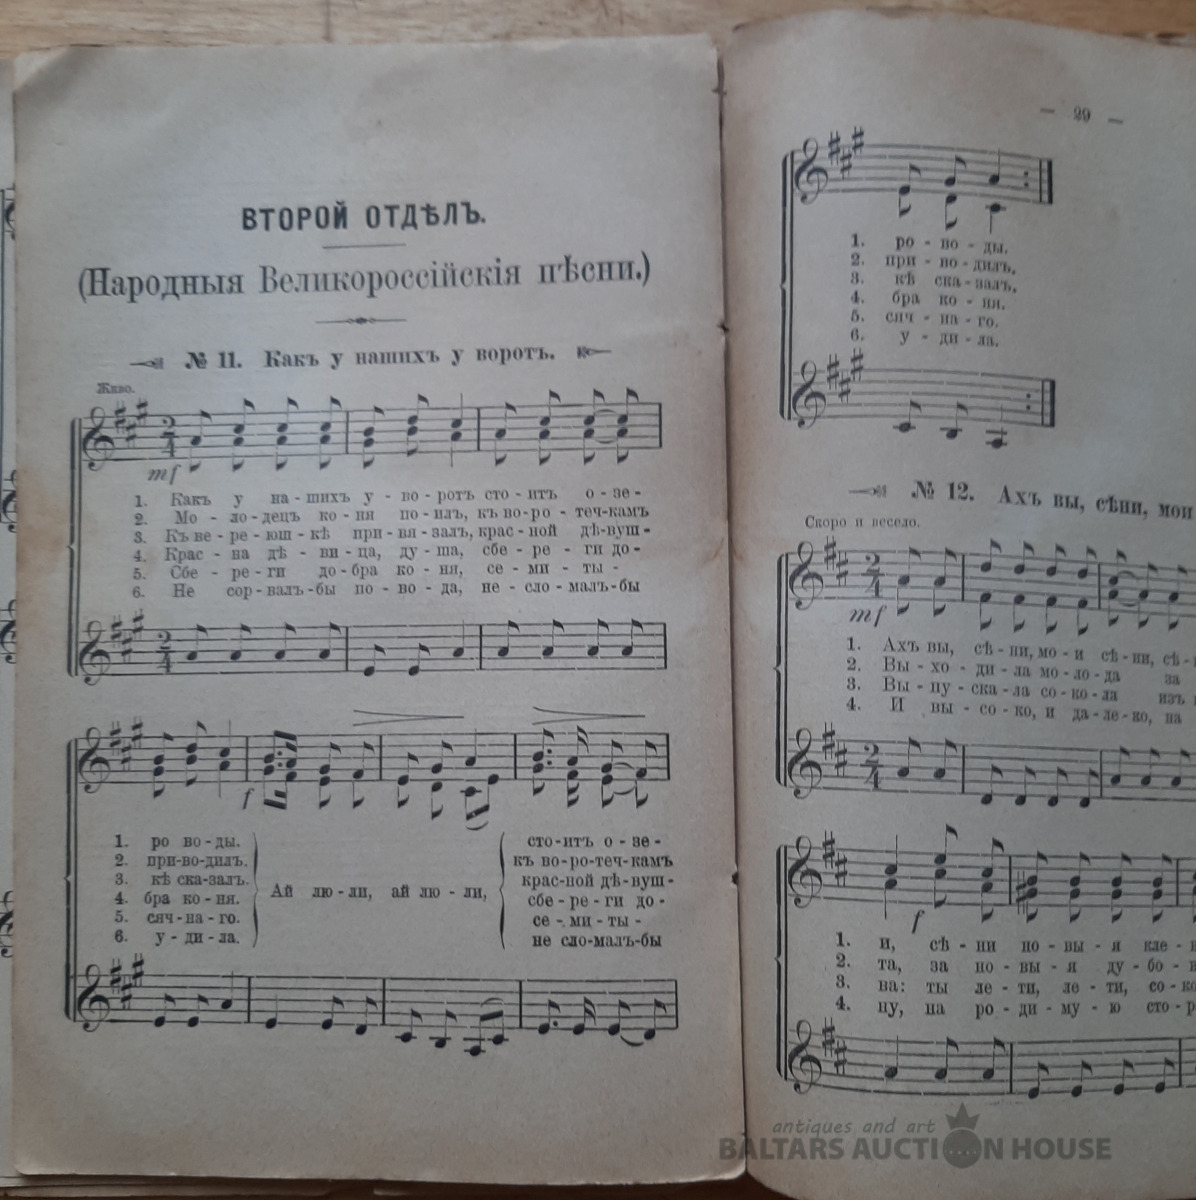 ВТОРОЙ ОТДѢЛЪ.
(Народныя Великороссійскія пѣсни.)
№ 11. Какъ у нашихъ у воротъ.
Живо.
mf
1. Какъ у на - шихъ у - во - ротъ сто - итъ о - зе -
2. Мо - ло - децъ ко - ня по - илъ, къ во - ро - теч - камъ
3. Къ ве - ре - юш - кѣ при - вя - залъ, крас - ной дѣ - вуш -
4. Крас - на дѣ - ви - ца, ду - ша, сбе - ре - ги до -
5. Сбе - ре - ги до - бра ко - ня, се - ми - ты -
6. Не сор - валъ - бы по - во - да, не - сло - малъ - бы
f
1. ро во - ды.
2. при - во - дилъ.
3. кѣ ска - залъ.
4. бра ко - ня.
5. сяч - на - го.
6. у - ди - ла.
Ай лю - ли, ай лю - ли,
сто - итъ о - зе -
къ во - ро - теч - камъ
крас - ной дѣ - вуш -
сбе - ре - ги до -
се - ми - ты -
не сло - малъ - бы
— 29 —
1. ро - во - ды.
2. при - во - дилъ.
3. кѣ ска - залъ.
4. бра ко - ня.
5. сяч - на - го.
6. у - ди - ла.
№ 12. Ахъ вы, сѣни, мои
Скоро и весело.
mf
1. Ахъ вы, сѣ - ни, мо - и сѣ - ни, сѣ -
2. Вы - хо - ди - ла мо - ло - да за
3. Вы - пу - ска - ла со - ко - ла изъ
4. И вы - со - ко, и да - ле - ко, на
f
1. и, сѣ - ни но - вы - я кле -
2. та, за но - вы - я ду - бо -
3. ва: ты ле - ти, ле - ти, со - ко
4. ну, на ро - ди - му - ю сто - р
antiques and art
BALTARS AUCTION HOUSE